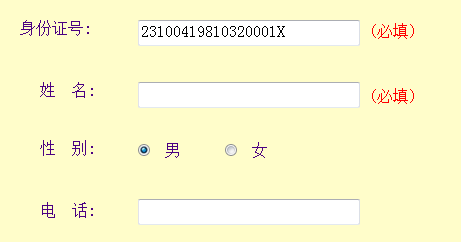 身份证号: 23100419810320001X (必填)
姓 名: (必填)
性 别: 男 女
电 话: